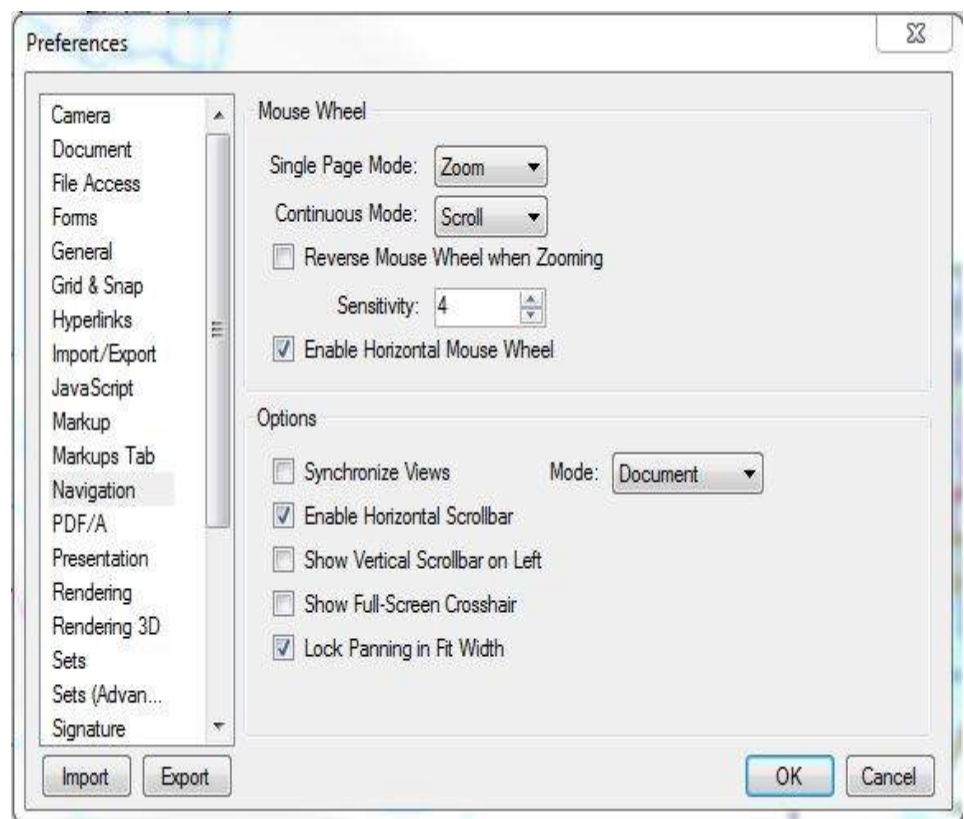 Preferences
Camera
Document
File Access
Forms
General
Grid & Snap
Hyperlinks
Import/Export
JavaScript
Markup
Markups Tab
Navigation
PDF/A
Presentation
Rendering
Rendering 3D
Sets
Sets (Advan...
Signature
Import Export
Mouse Wheel
Single Page Mode: Zoom
Continuous Mode: Scroll
Reverse Mouse Wheel when Zooming
Sensitivity: 4
Enable Horizontal Mouse Wheel
Options
Synchronize Views Mode: Document
Enable Horizontal Scrollbar
Show Vertical Scrollbar on Left
Show Full-Screen Crosshair
Lock Panning in Fit Width
OK Cancel